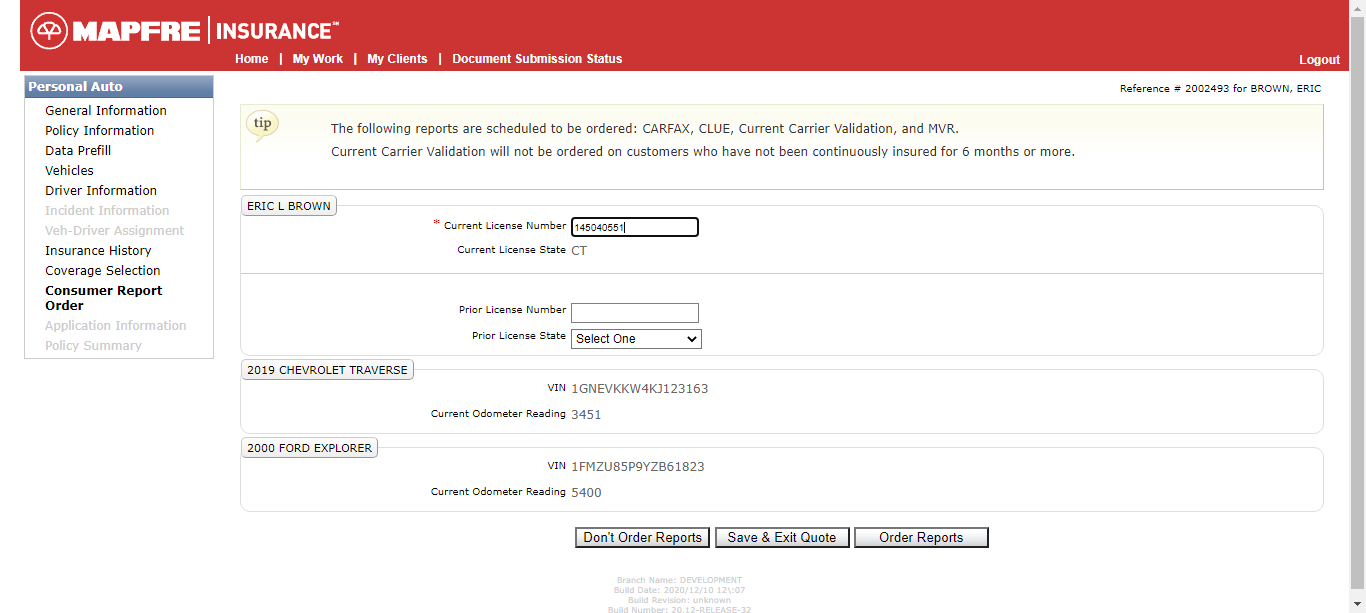 MAPFRE | INSURANCE℠
Home | My Work | My Clients | Document Submission Status
Logout
Personal Auto
General Information
Policy Information
Data Prefill
Vehicles
Driver Information
Incident Information
Veh-Driver Assignment
Insurance History
Coverage Selection
Consumer Report
Order
Application Information
Policy Summary
Reference # 2002493 for BROWN, ERIC
tip
The following reports are scheduled to be ordered: CARFAX, CLUE, Current Carrier Validation, and MVR.
Current Carrier Validation will not be ordered on customers who have not been continuously insured for 6 months or more.
ERIC L BROWN
* Current License Number 145040551
Current License State CT
Prior License Number
Prior License State Select One
2019 CHEVROLET TRAVERSE
VIN 1GNEVKKW4KJ123163
Current Odometer Reading 3451
2000 FORD EXPLORER
VIN 1FMZU85P9YZB61823
Current Odometer Reading 5400
Don't Order Reports Save & Exit Quote Order Reports
Branch Name: DEVELOPMENT
Build Date: 2020/12/10 12\:07
Build Revision: unknown
Build Number: 20.12-RELEASE-32